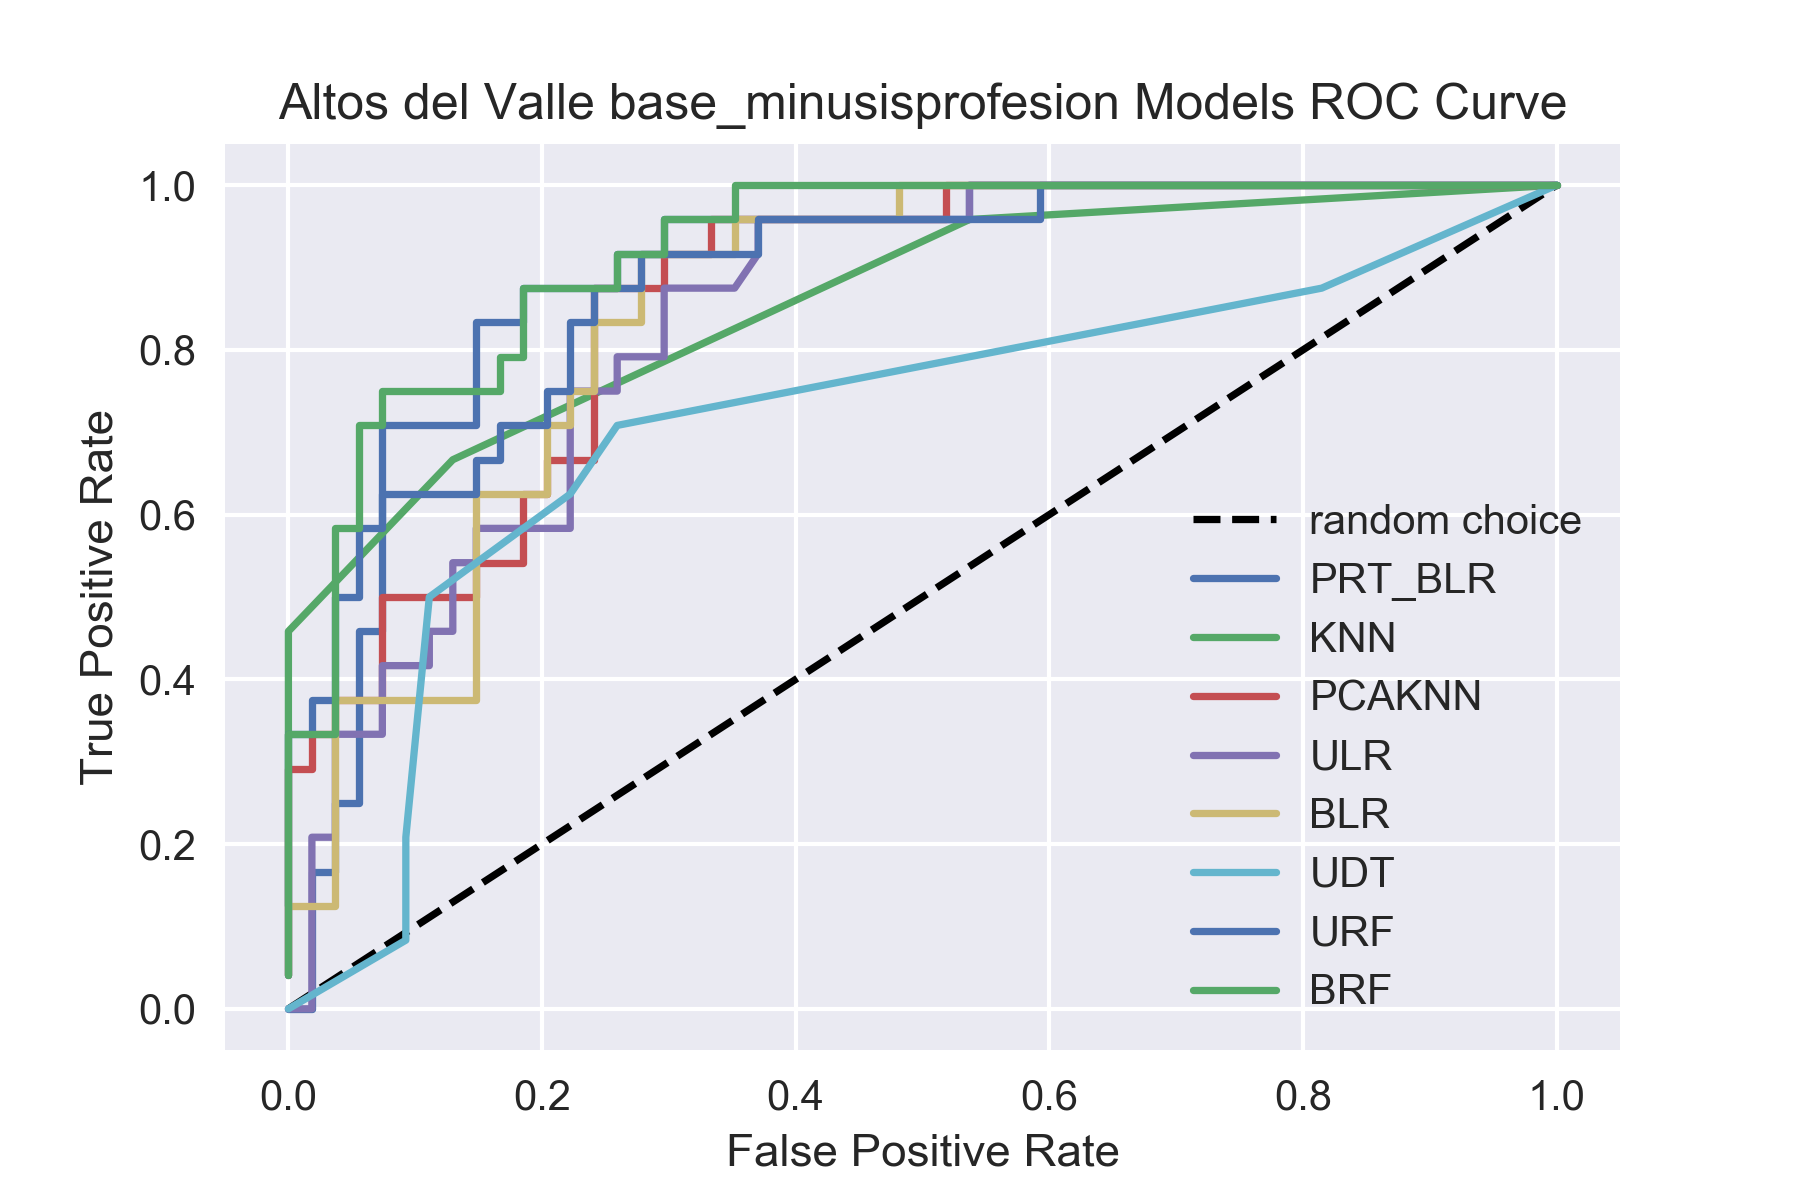 Altos del Valle base_minusisprofesion Models ROC Curve
1.0
0.8
0.6
0.4
0.2
0.0
True Positive Rate
random choice
PRT_BLR
KNN
PCAKNN
ULR
BLR
UDT
URF
BRF
0.0 0.2 0.4 0.6 0.8 1.0
False Positive Rate